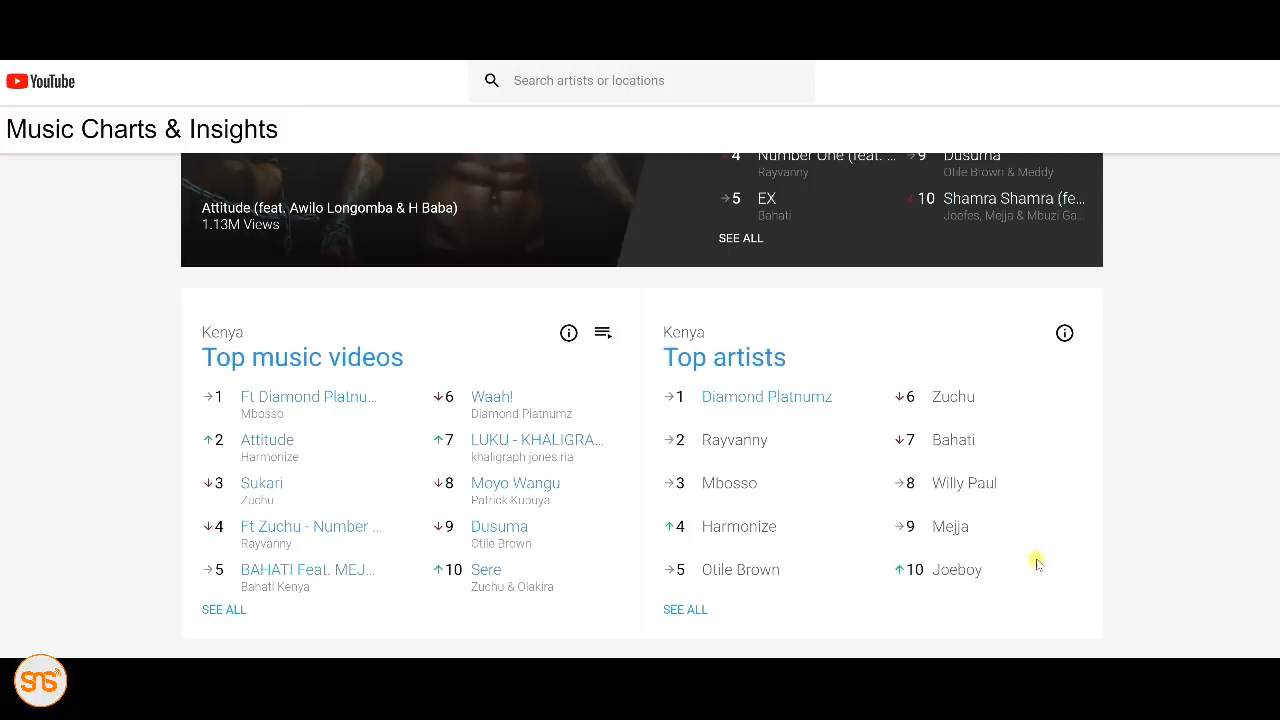 YouTube
Search artists or locations
Music Charts & Insights
4 Number One (feat. ...
Rayvanny
9 Dusuma
Otile Brown & Meddy
Attitude (feat. Awilo Longomba & H Baba)
1.13M Views
5 EX
Bahati
10 Shamra Shamra (fe...
Joefes, Mejja & Mbuzi Ga...
SEE ALL
Kenya
Top music videos
1 Ft Diamond Platnu...
Mbosso
2 Attitude
Harmonize
3 Sukari
Zuchu
4 Ft Zuchu - Number ...
Rayvanny
5 BAHATI Feat. MEJ...
Bahati Kenya
6 Waah!
Diamond Platnumz
7 LUKU - KHALIGRA...
khaligraph jones ria
8 Moyo Wangu
Patrick Kubuya
9 Dusuma
Otile Brown
10 Sere
Zuchu & Olakira
SEE ALL
Kenya
Top artists
1 Diamond Platnumz
2 Rayvanny
3 Mbosso
4 Harmonize
5 Otile Brown
6 Zuchu
7 Bahati
8 Willy Paul
9 Mejja
10 Joeboy
SEE ALL
SNS